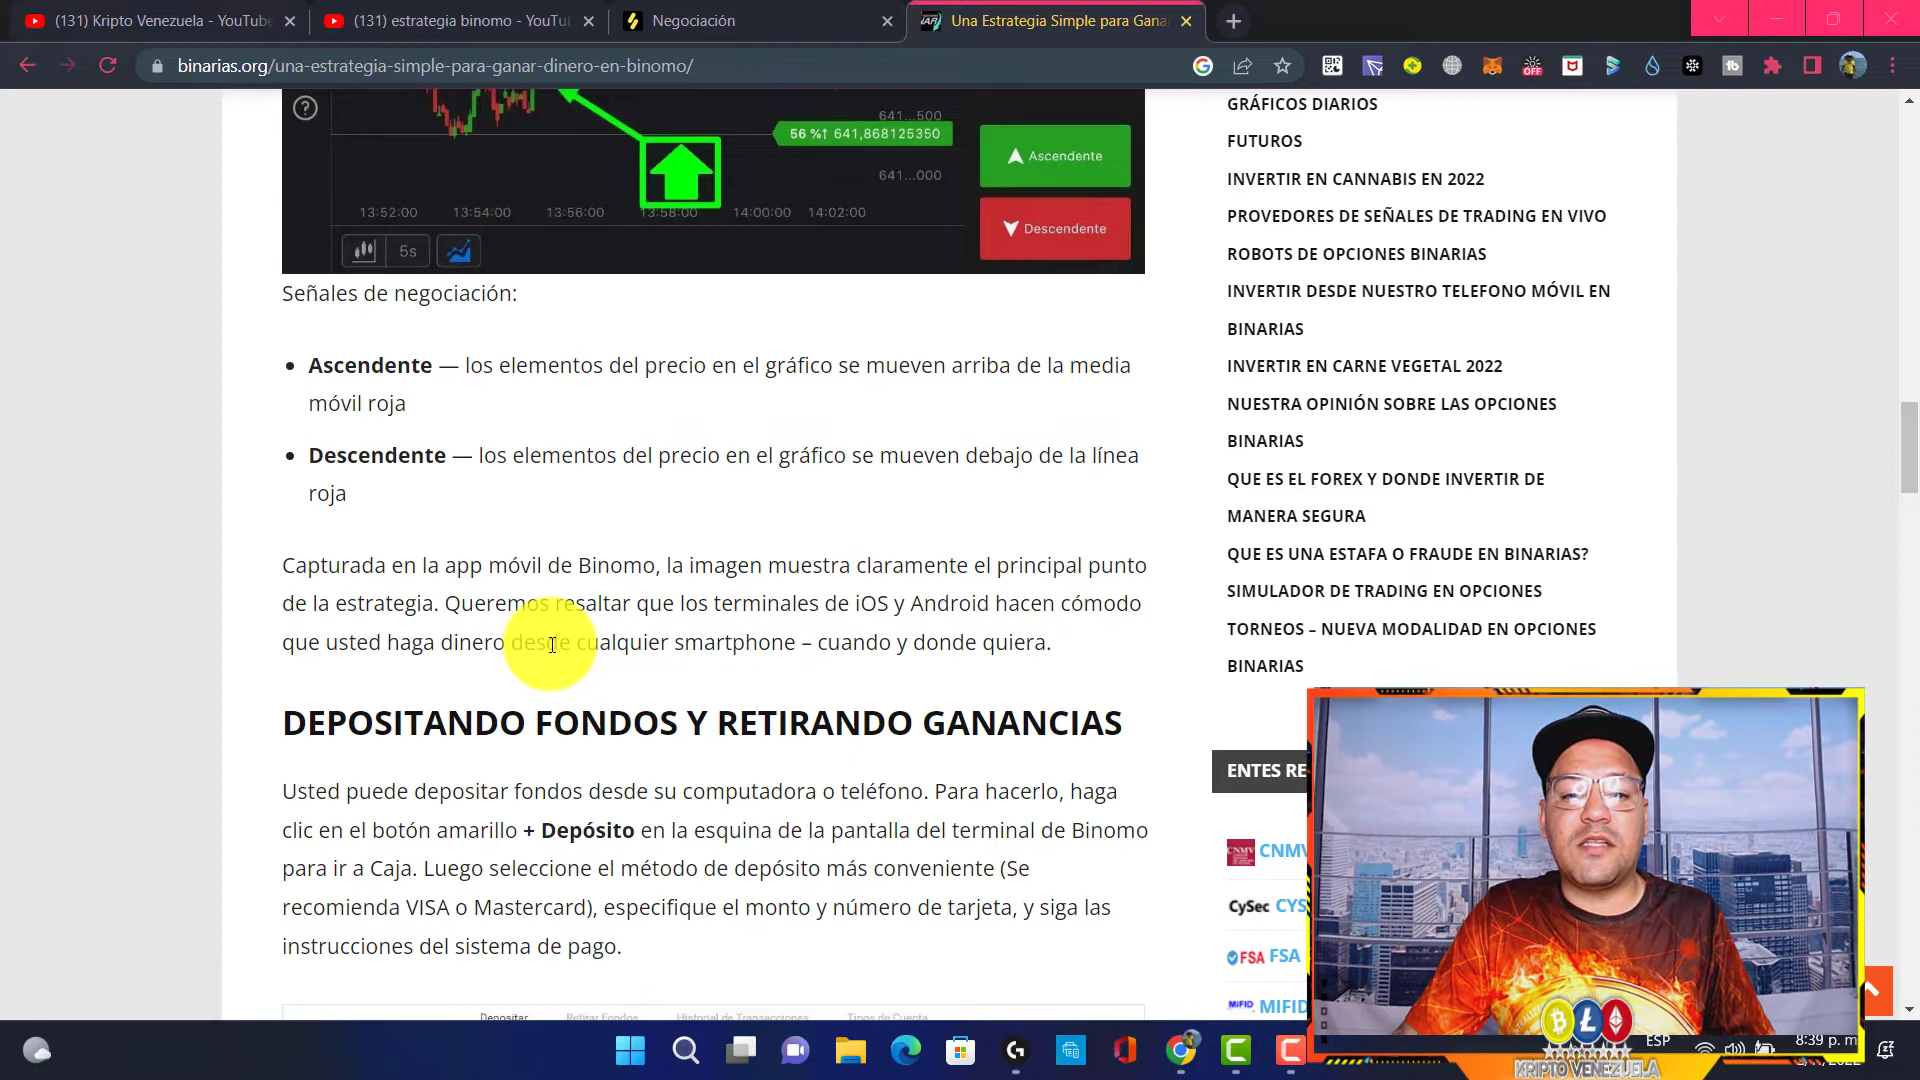 (131) Kripto Venezuela - YouTube
(131) estrategia binomo - YouTu
Negociación
Una Estrategia Simple para Gana
binarias.org/una-estrategia-simple-para-ganar-dinero-en-binomo/
641...500
56 %↑ 641,868125350
641...000
Ascendente
Descendente
13:52:00 13:54:00 13:56:00 13:58:00 14:00:00 14:02:00
5s
Señales de negociación:
Ascendente — los elementos del precio en el gráfico se mueven arriba de la media
móvil roja
Descendente — los elementos del precio en el gráfico se mueven debajo de la línea
roja
Capturada en la app móvil de Binomo, la imagen muestra claramente el principal punto
de la estrategia. Queremos resaltar que los terminales de iOS y Android hacen cómodo
que usted haga dinero desde cualquier smartphone – cuando y donde quiera.
DEPOSITANDO FONDOS Y RETIRANDO GANANCIAS
Usted puede depositar fondos desde su computadora o teléfono. Para hacerlo, haga
clic en el botón amarillo + Depósito en la esquina de la pantalla del terminal de Binomo
para ir a Caja. Luego seleccione el método de depósito más conveniente (Se
recomienda VISA o Mastercard), especifique el monto y número de tarjeta, y siga las
instrucciones del sistema de pago.
Depositar Retirar Fondos Historial de Transacciones Tipos de Cuenta
GRÁFICOS DIARIOS
FUTUROS
INVERTIR EN CANNABIS EN 2022
PROVEDORES DE SEÑALES DE TRADING EN VIVO
ROBOTS DE OPCIONES BINARIAS
INVERTIR DESDE NUESTRO TELEFONO MÓVIL EN
BINARIAS
INVERTIR EN CARNE VEGETAL 2022
NUESTRA OPINIÓN SOBRE LAS OPCIONES
BINARIAS
QUE ES EL FOREX Y DONDE INVERTIR DE
MANERA SEGURA
QUE ES UNA ESTAFA O FRAUDE EN BINARIAS?
SIMULADOR DE TRADING EN OPCIONES
TORNEOS – NUEVA MODALIDAD EN OPCIONES
BINARIAS
ENTES RE
CNMV
CySec CYS
FSA FSA
MiFID MIFID
KRIPTO VENEZUELA
ESP
8:39 p. m.